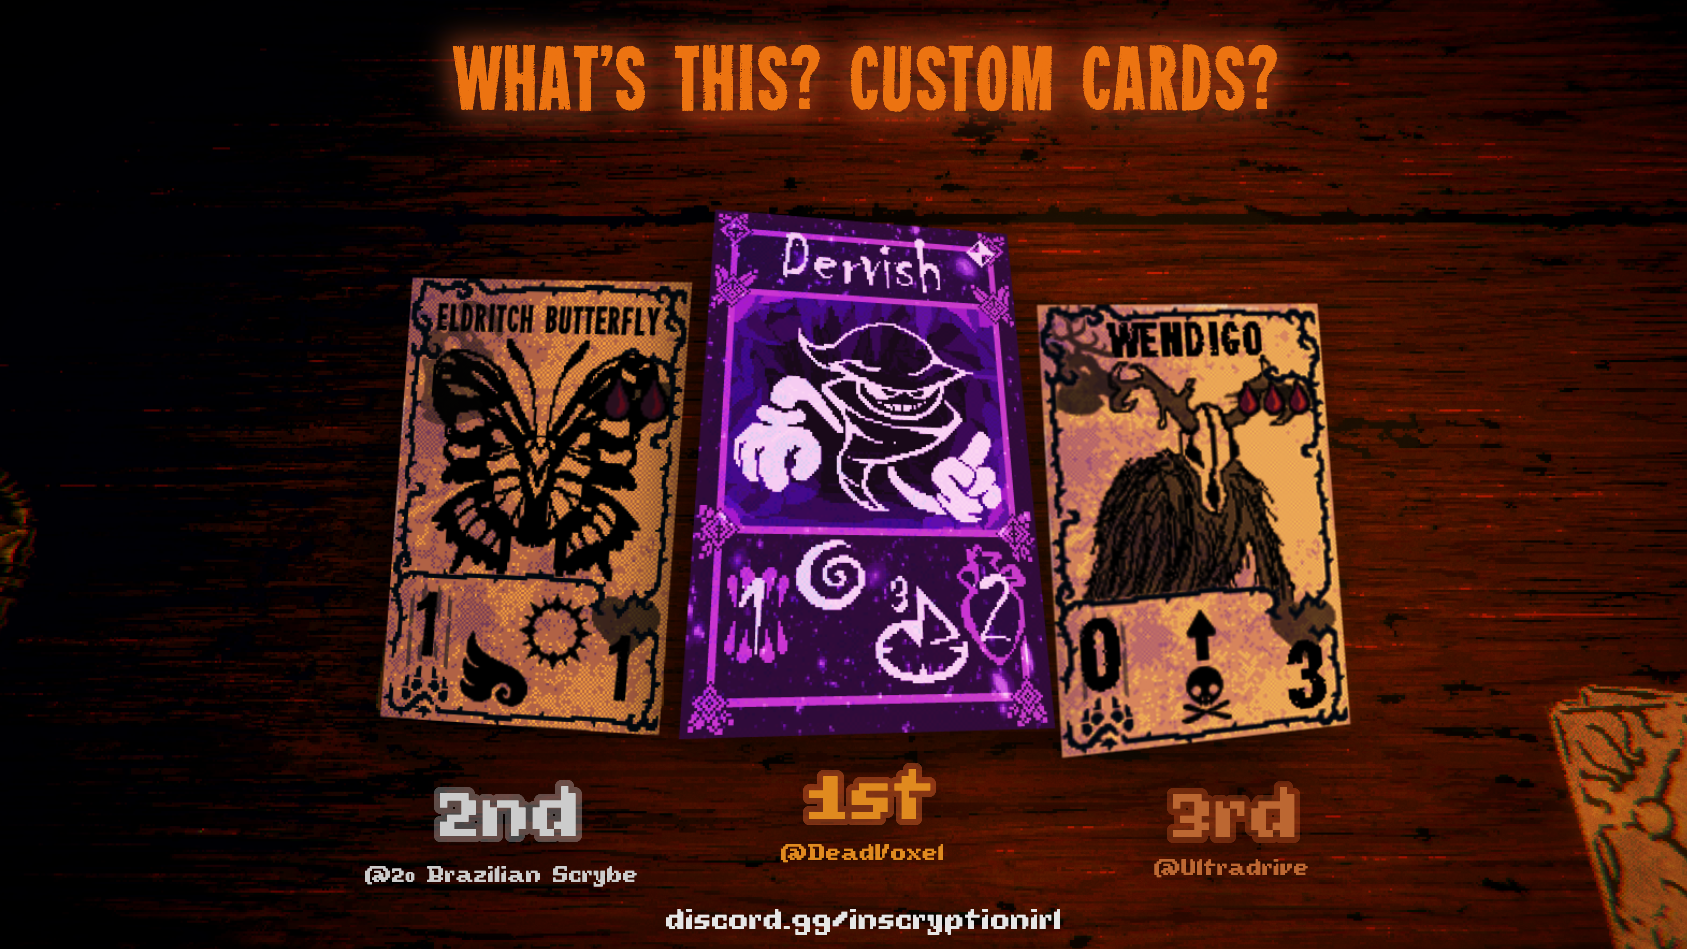 WHAT'S THIS? CUSTOM CARDS?
ELDRITCH BUTTERFLY
1
1
Dervish
1
3
2
WENDIGO
0
3
2nd
@2o Brazilian Scrybe
1st
@DeadVoxel
3rd
@Ultradrive
discord.gg/inscryptionirl